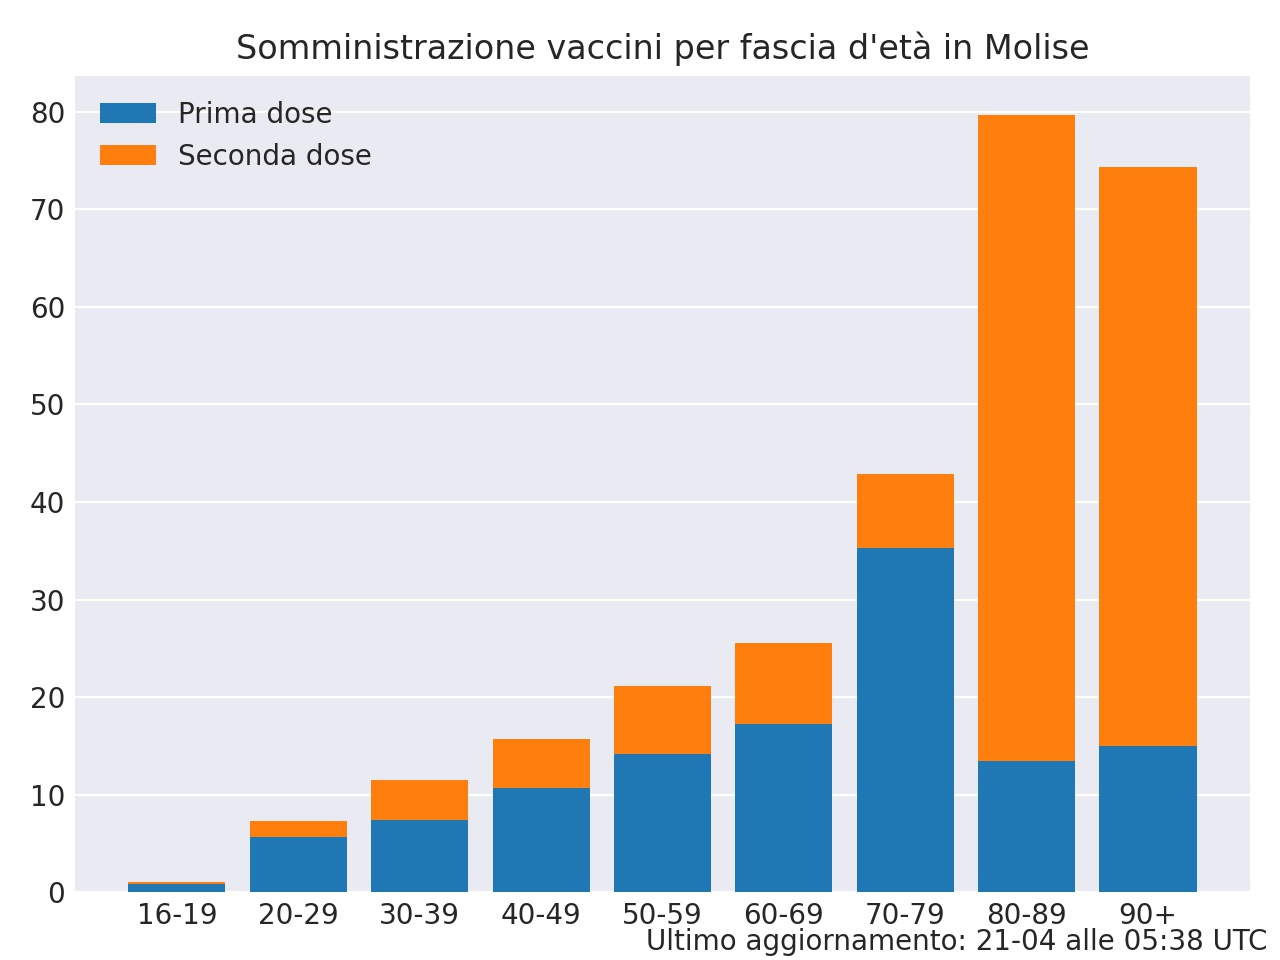 Somministrazione vaccini per fascia d'età in Molise
Prima dose
Seconda dose
80
70
60
50
40
30
20
10
0
16-19 20-29 30-39 40-49 50-59 60-69 70-79 80-89 90+
Ultimo aggiornamento: 21-04 alle 05:38 UTC